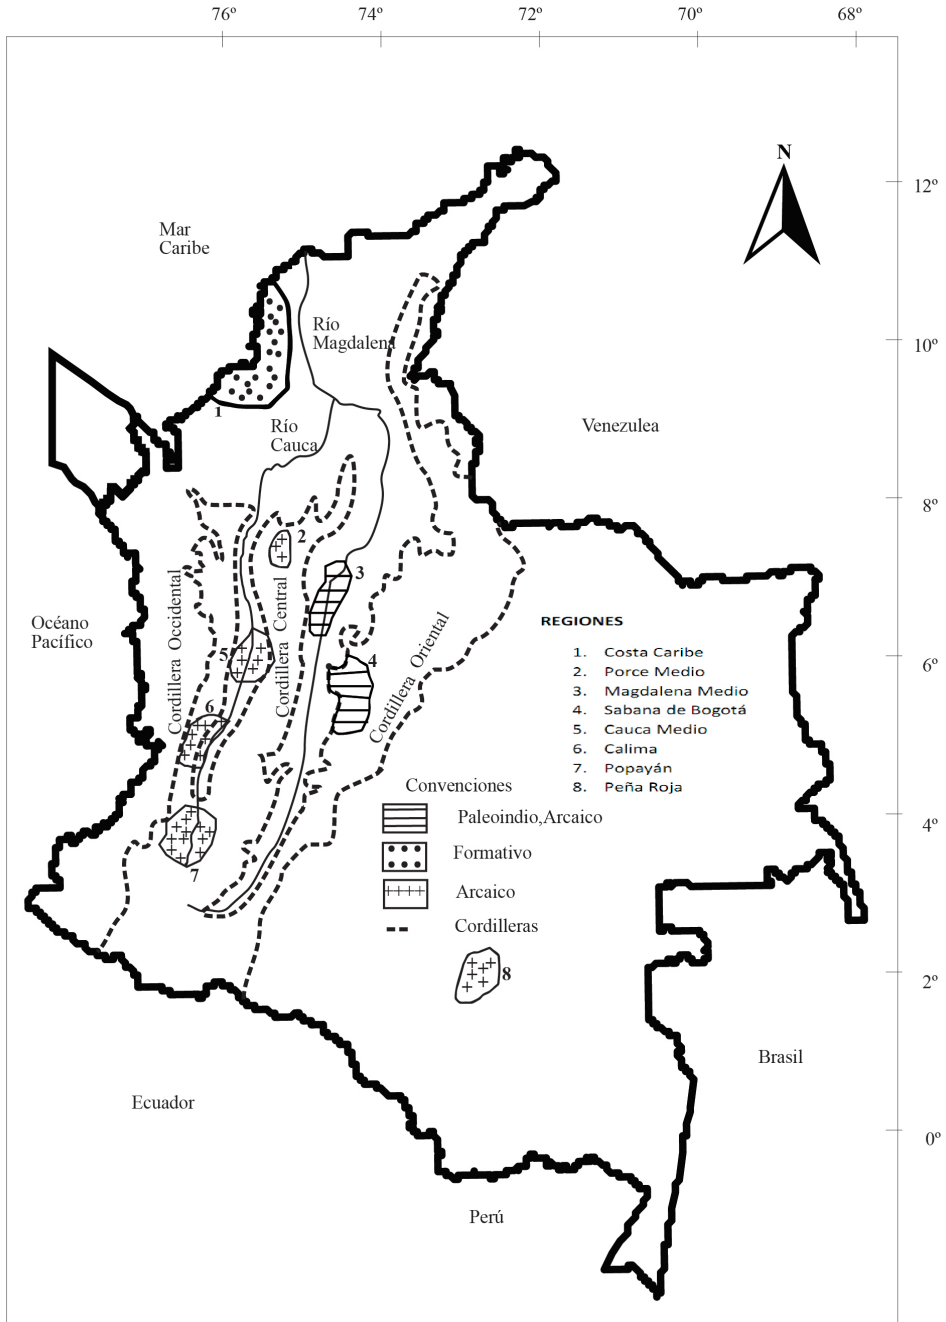 76º 74º 72º 70º 68º
N
12º
Mar
Caribe
Río
Magdalena
10º
1
Río
Cauca
Venezulea
8º
2
3
Océano
Pacífico
Cordillera Occidental
Cordillera Central
Cordillera Oriental
REGIONES
5
4
6º
1. Costa Caribe
2. Porce Medio
3. Magdalena Medio
4. Sabana de Bogotá
5. Cauca Medio
6. Calima
7. Popayán
8. Peña Roja
6
Convenciones
Paleoindio,Arcaico
4º
Formativo
7
Arcaico
Cordilleras
8
2º
Brasil
Ecuador
0º
Perú